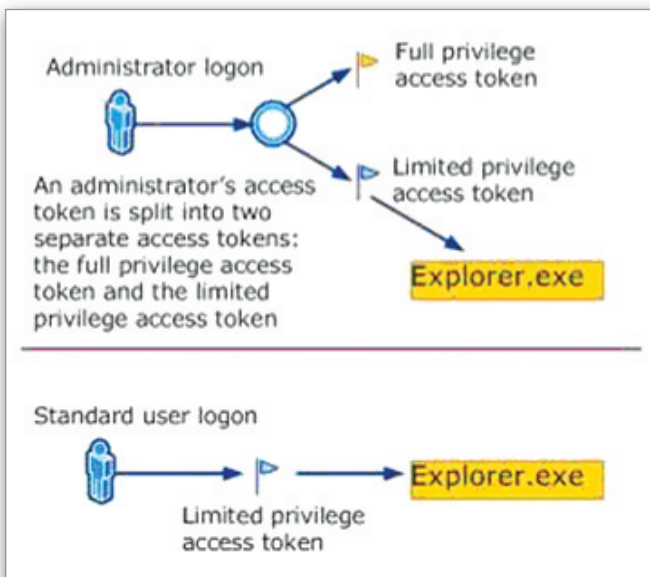 Administrator logon
Full privilege
access token
Limited privilege
access token
An administrator's access
token is split into two
separate access tokens:
the full privilege access
token and the limited
privilege access token
Explorer.exe
Standard user logon
Limited privilege
access token
Explorer.exe